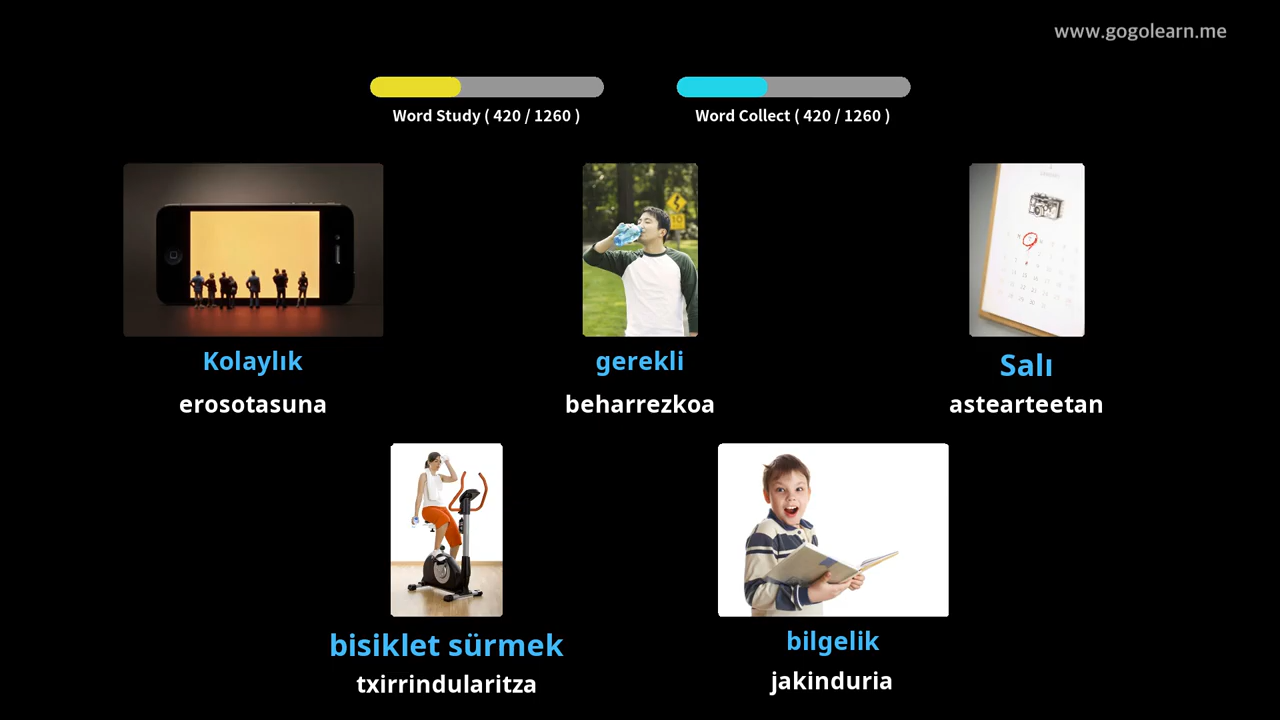 www.gogolearn.me
Word Study ( 420 / 1260 )
Word Collect ( 420 / 1260 )
Kolaylık
erosotasuna
gerekli
beharrezkoa
Salı
astearteetan
bisiklet sürmek
txirrindularitza
bilgelik
jakinduria